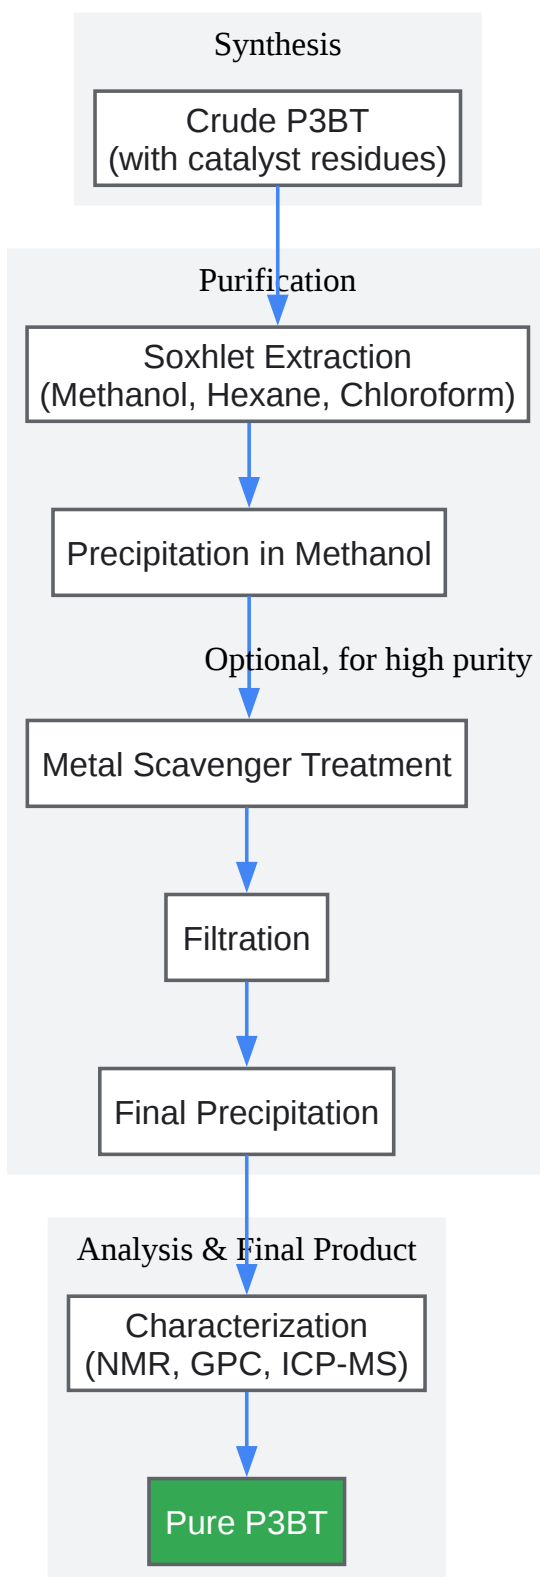 Synthesis
Crude P3BT
(with catalyst residues)
Purification
Soxhlet Extraction
(Methanol, Hexane, Chloroform)
Precipitation in Methanol
Optional, for high purity
Metal Scavenger Treatment
Filtration
Final Precipitation
Analysis & Final Product
Characterization
(NMR, GPC, ICP-MS)
Pure P3BT